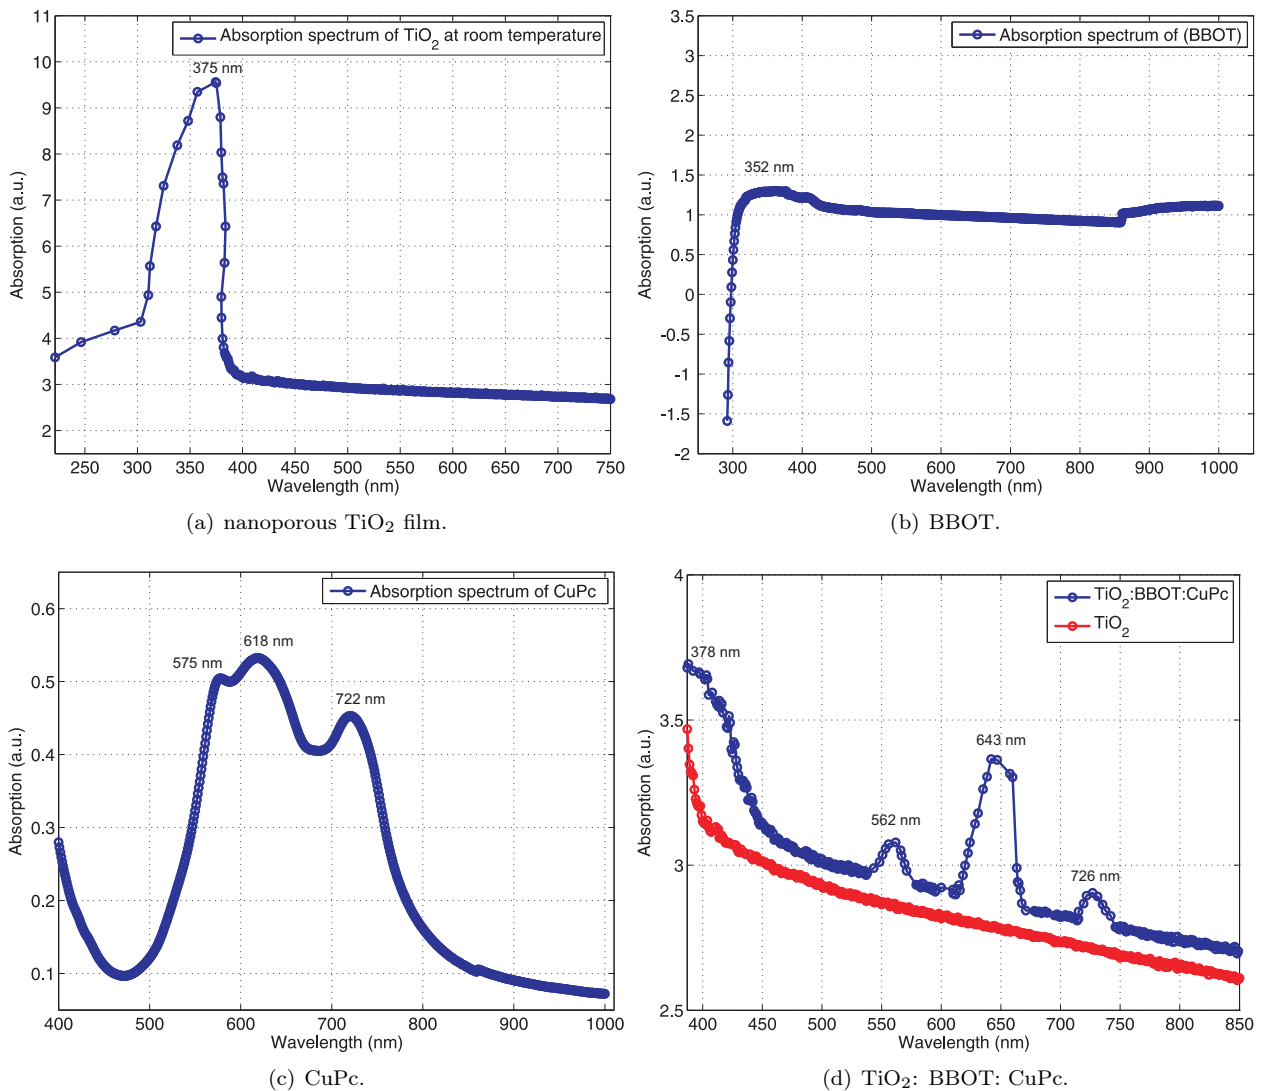 11
10
9
8
7
6
5
4
3
2
Absorption (a.u.)
Absorption spectrum of TiO2 at room temperature
375 nm
250 300 350 400 450 500 550 600 650 700 750
Wavelength (nm)
(a) nanoporous TiO2 film.
3.5
3
2.5
2
1.5
1
0.5
0
-0.5
-1
-1.5
-2
Absorption (a.u.)
Absorption spectrum of (BBOT)
352 nm
300 400 500 600 700 800 900 1000
Wavelength (nm)
(b) BBOT.
0.6
0.5
0.4
0.3
0.2
0.1
Absorption (a.u.)
Absorption spectrum of CuPc
575 nm
618 nm
722 nm
400 500 600 700 800 900 1000
Wavelength (nm)
(c) CuPc.
4
3.5
3
2.5
Absorption (a.u.)
TiO2:BBOT:CuPc
TiO2
378 nm
562 nm
643 nm
726 nm
400 450 500 550 600 650 700 750 800 850
Wavelength (nm)
(d) TiO2: BBOT: CuPc.